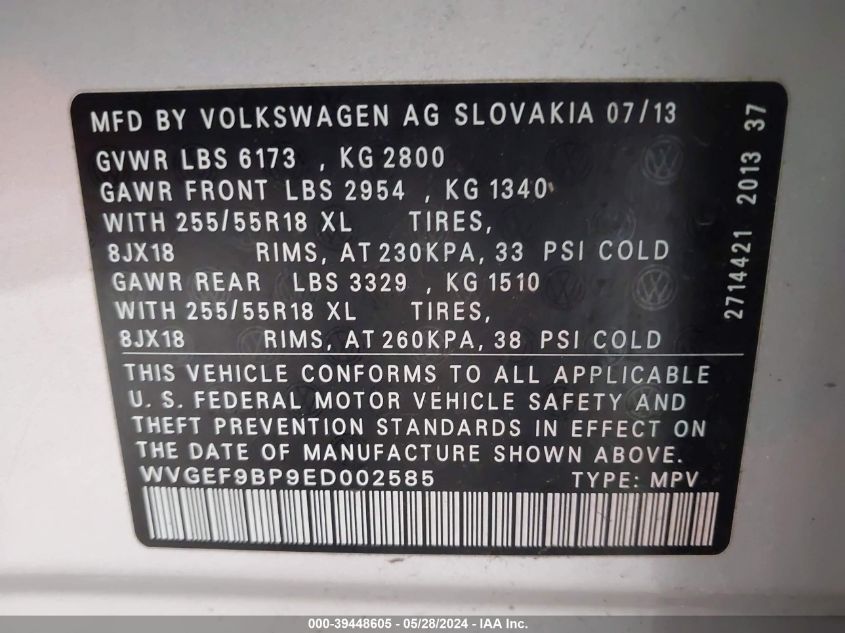 MFD BY VOLKSWAGEN AG SLOVAKIA 07/13
GVWR LBS 6173 , KG 2800
GAWR FRONT LBS 2954 , KG 1340
WITH 255/55R18 XL TIRES,
8JX18 RIMS, AT 230KPA, 33 PSI COLD
GAWR REAR LBS 3329 , KG 1510
WITH 255/55R18 XL TIRES,
8JX18 RIMS, AT 260KPA, 38 PSI COLD
THIS VEHICLE CONFORMS TO ALL APPLICABLE
U. S. FEDERAL MOTOR VEHICLE SAFETY AND
THEFT PREVENTION STANDARDS IN EFFECT ON
THE DATE OF MANUFACTURE SHOWN ABOVE.
WVGEF9BP9ED002585 TYPE: MPV
2714421 2013 37
000-39448605 - 05/28/2024 - IAA Inc.